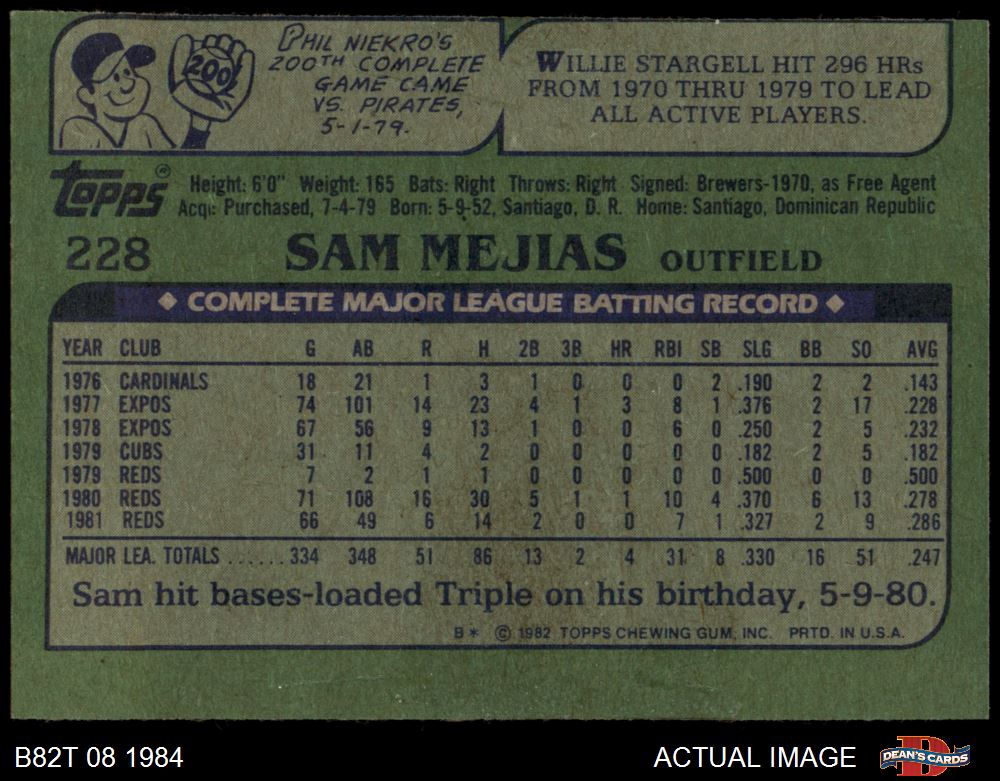 PHIL NIEKRO'S
200TH COMPLETE
GAME CAME
VS. PIRATES,
5-1-79.
200
WILLIE STARGELL HIT 296 HRs
FROM 1970 THRU 1979 TO LEAD
ALL ACTIVE PLAYERS.
Topps®
Height: 6'0" Weight: 165 Bats: Right Throws: Right Signed: Brewers-1970, as Free Agent
Acq: Purchased, 7-4-79 Born: 5-9-52, Santiago, D. R. Home: Santiago, Dominican Republic
228 SAM MEJIAS OUTFIELD
◆ COMPLETE MAJOR LEAGUE BATTING RECORD ◆
YEAR CLUB G AB R H 2B 3B HR RBI SB SLG BB SO AVG
1976 CARDINALS 18 21 1 3 1 0 0 0 2 .190 2 2 .143
1977 EXPOS 74 101 14 23 4 1 3 8 1 .376 2 17 .228
1978 EXPOS 67 56 9 13 1 0 0 6 0 .250 2 5 .232
1979 CUBS 31 11 4 2 0 0 0 0 0 .182 2 5 .182
1979 REDS 7 2 1 1 0 0 0 0 0 .500 0 0 .500
1980 REDS 71 108 16 30 5 1 1 10 4 .370 6 13 .278
1981 REDS 66 49 6 14 2 0 0 7 1 .327 2 9 .286
MAJOR LEA. TOTALS ...... 334 348 51 86 13 2 4 31 8 .330 16 51 .247
Sam hit bases-loaded Triple on his birthday, 5-9-80.
B* © 1982 TOPPS CHEWING GUM, INC. PRTD. IN U.S.A.
B82T 08 1984 ACTUAL IMAGE DEAN'S CARDS